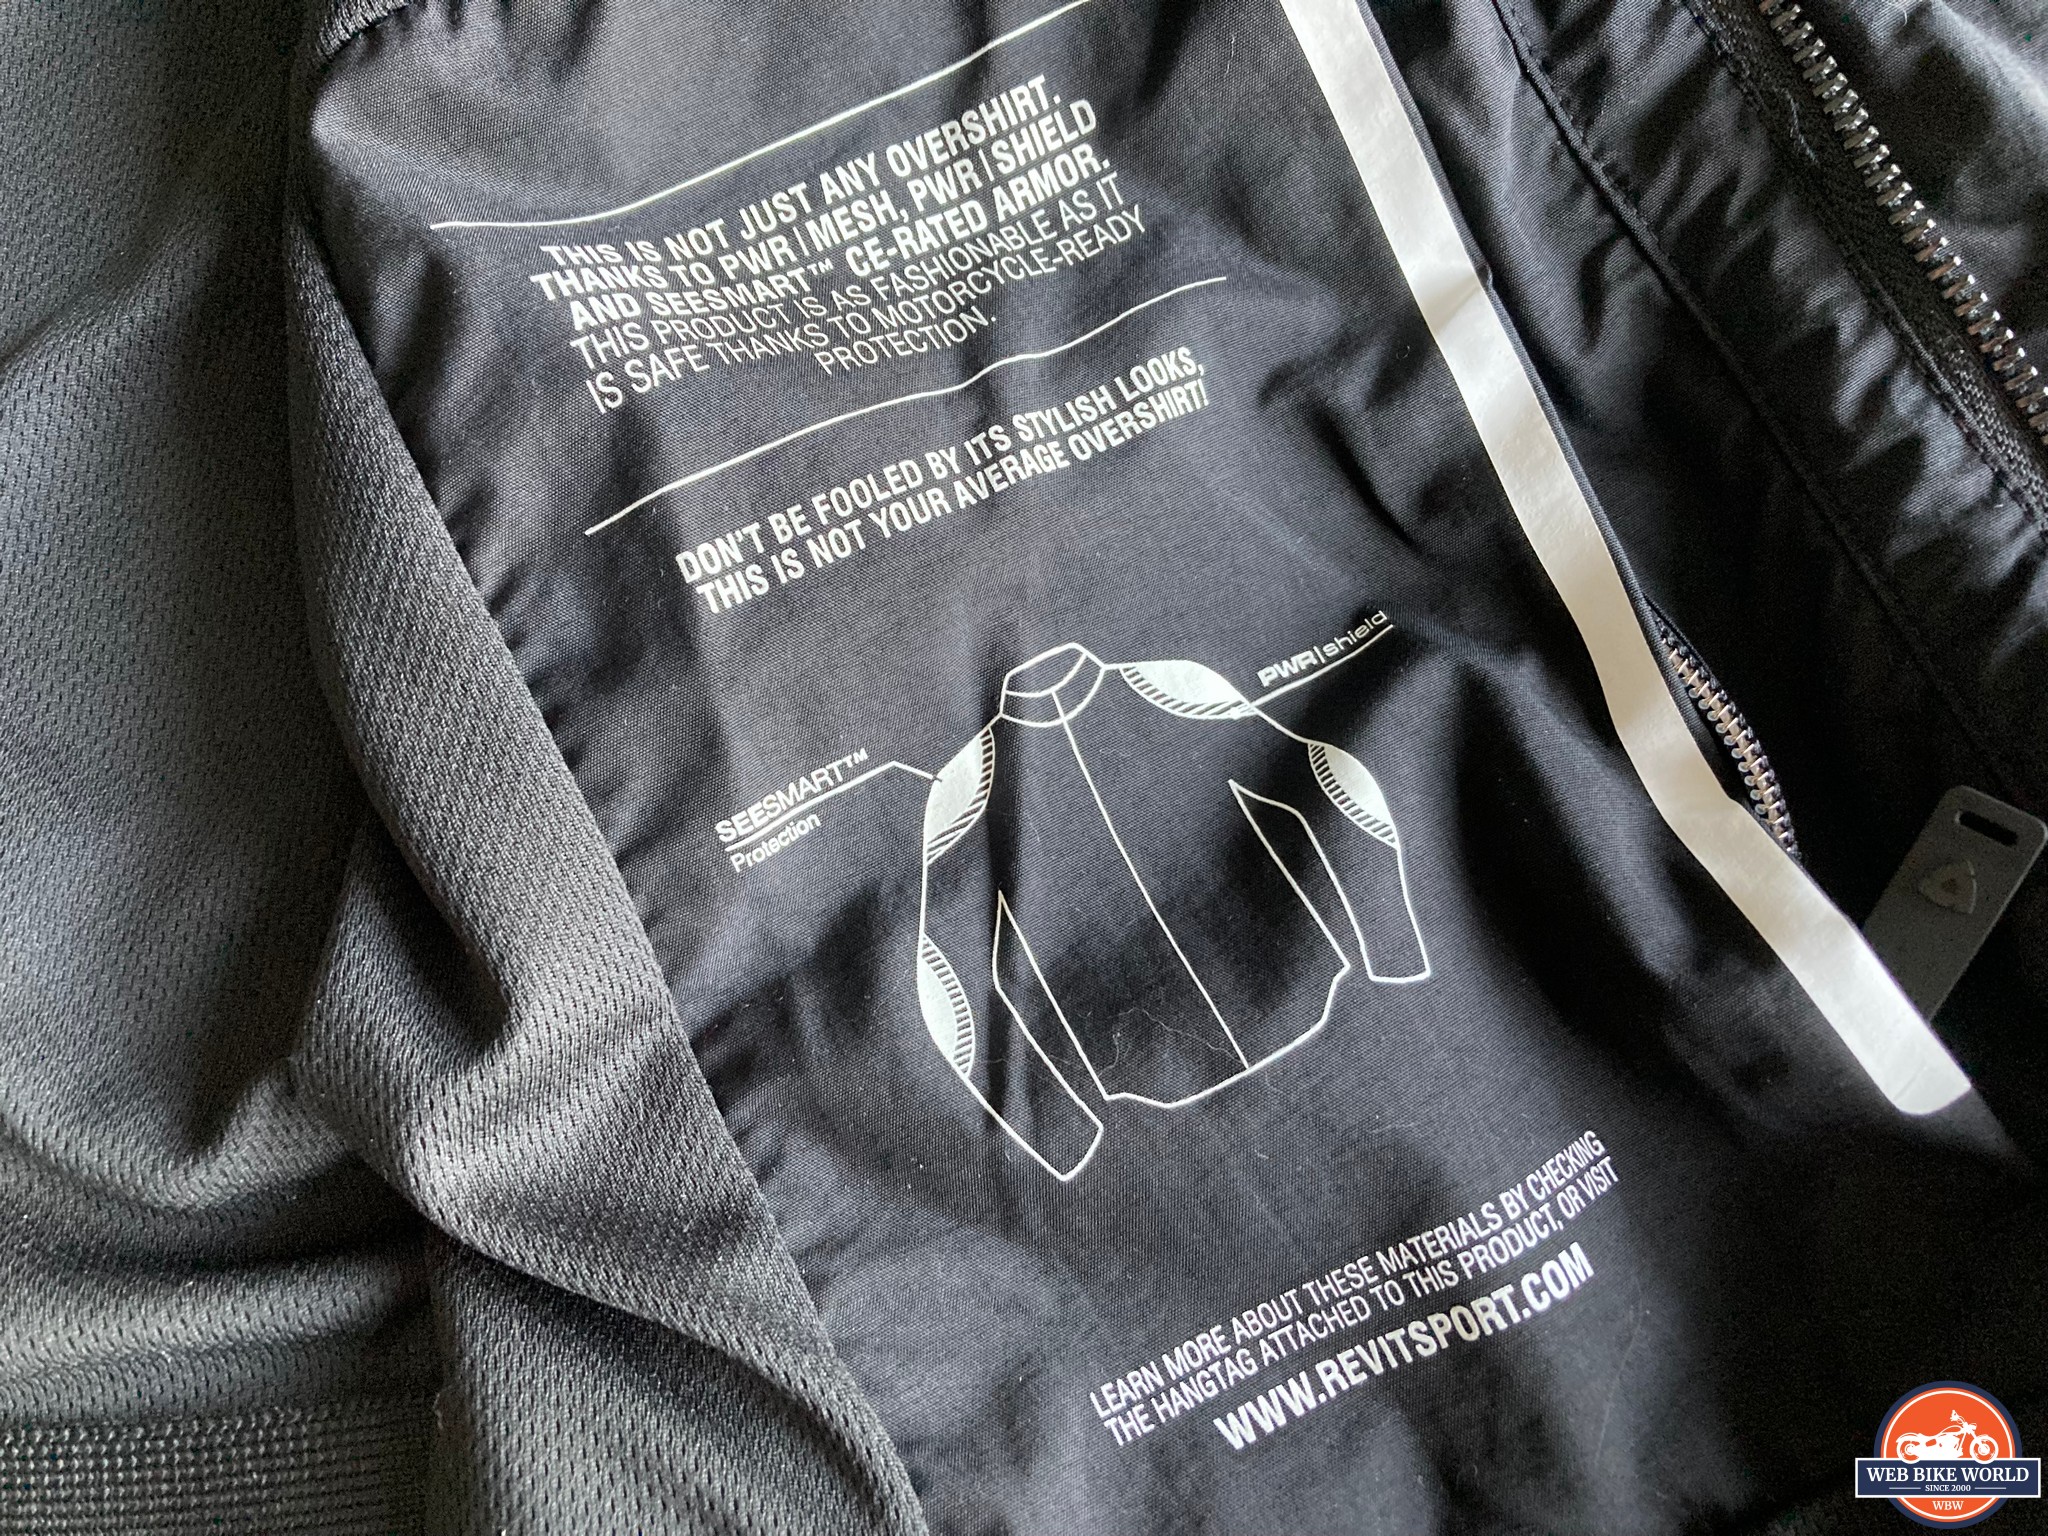 THIS IS NOT JUST ANY OVERSHIRT.
THANKS TO PWR|MESH, PWR|SHIELD
AND SEESMART™ CE-RATED ARMOR.
THIS PRODUCT IS AS FASHIONABLE AS IT
IS SAFE THANKS TO MOTORCYCLE-READY
PROTECTION.
DON'T BE FOOLED BY ITS STYLISH LOOKS,
THIS IS NOT YOUR AVERAGE OVERSHIRT!
PWR|shield
SEESMART™
Protection
LEARN MORE ABOUT THESE MATERIALS BY CHECKING
THE HANGTAG ATTACHED TO THIS PRODUCT, OR VISIT
WWW.REVITSPORT.COM
WEB BIKE WORLD
SINCE 2000
WBW